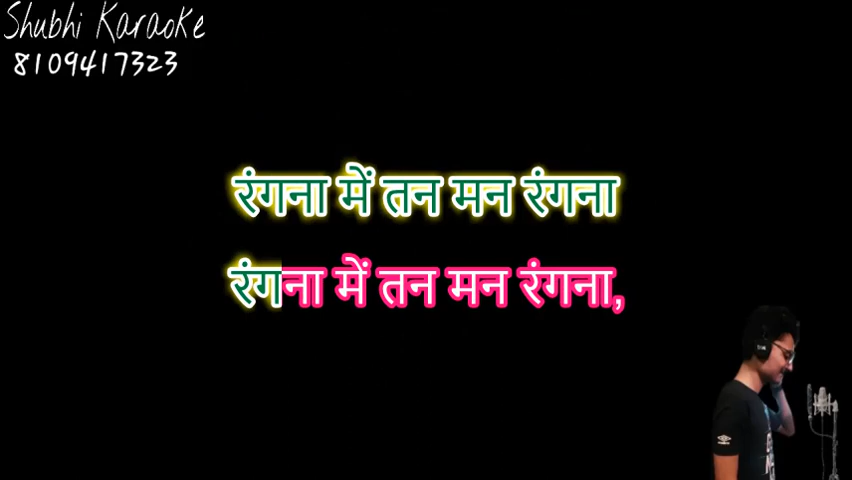 Shubhi Karaoke
8109417323
रंगना में तन मन रंगना
रंगना में तन मन रंगना,